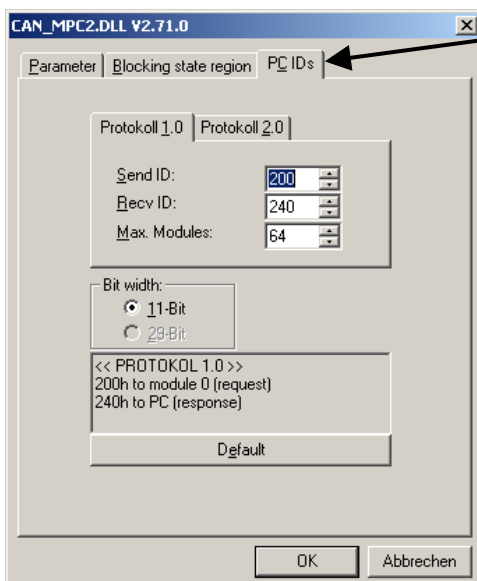 CAN_MPC2.DLL V2.71.0
Parameter Blocking state region PC IDs
Protokoll 1.0 Protokoll 2.0
Send ID: 200
Recv ID: 240
Max. Modules: 64
Bit width:
11-Bit
29-Bit
<< PROTOKOL 1.0 >>
200h to module 0 (request)
240h to PC (response)
Default
OK Abbrechen